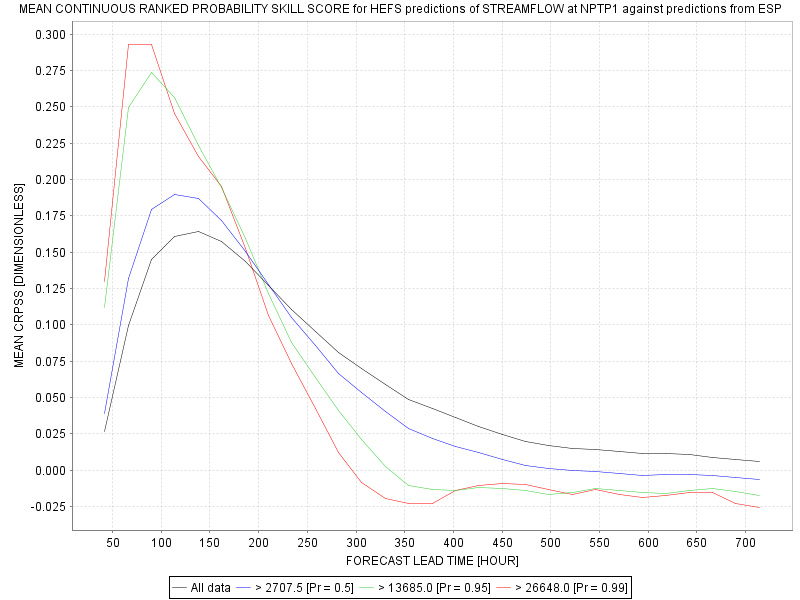 MEAN CONTINUOUS RANKED PROBABILITY SKILL SCORE for HEFS predictions of STREAMFLOW at NPTP1 against predictions from ESP
0.300
0.275
0.250
0.225
0.200
0.175
0.150
0.125
0.100
0.075
0.050
0.025
0.000
-0.025
MEAN CRPSS [DIMENSIONLESS]
50 100 150 200 250 300 350 400 450 500 550 600 650 700
FORECAST LEAD TIME [HOUR]
All data > 2707.5 [Pr = 0.5] > 13685.0 [Pr = 0.95] > 26648.0 [Pr = 0.99]